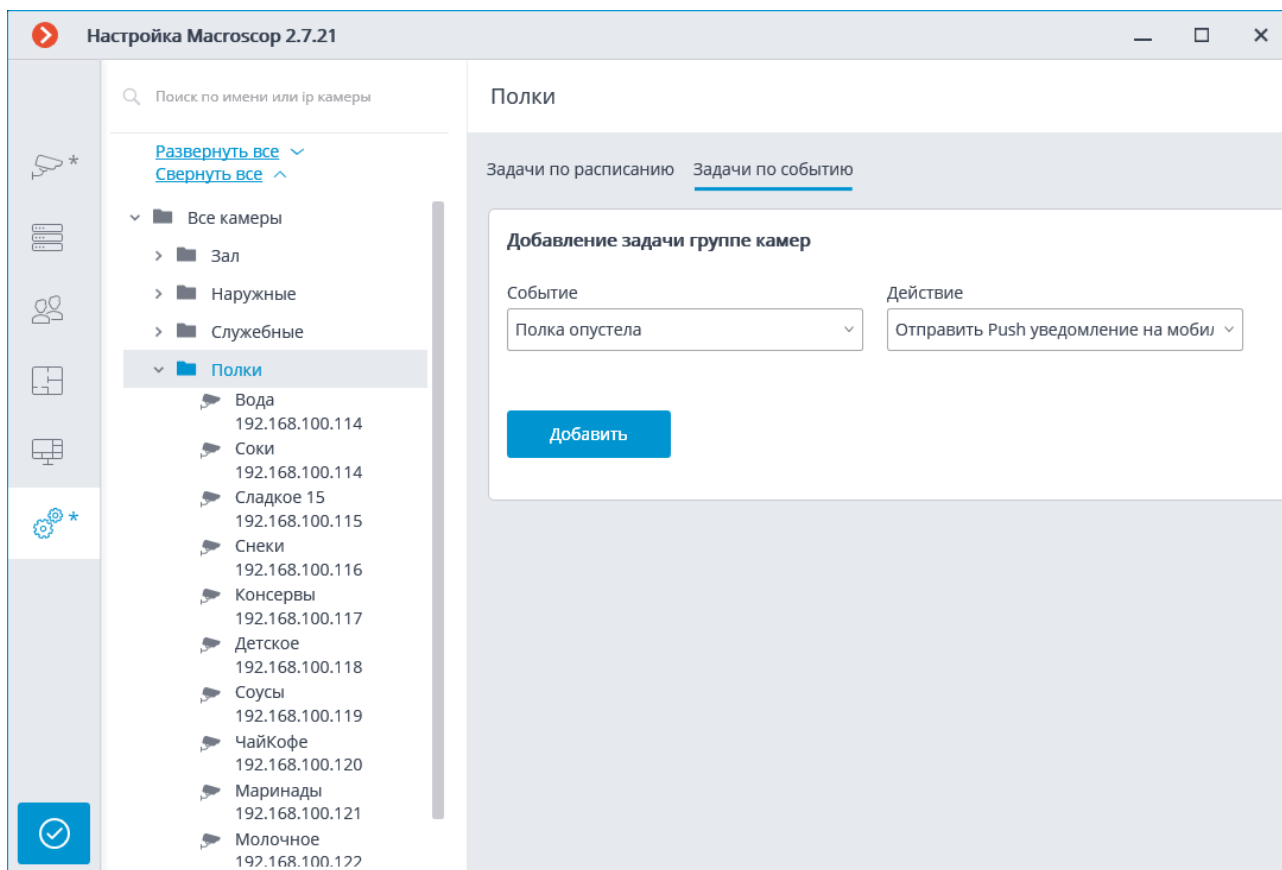 Настройка Macroscop 2.7.21
Поиск по имени или ip камеры
Развернуть все
Свернуть все
Все камеры
Зал
Наружные
Служебные
Полки
Вода
192.168.100.114
Соки
192.168.100.114
Сладкое 15
192.168.100.115
Снеки
192.168.100.116
Консервы
192.168.100.117
Детское
192.168.100.118
Соусы
192.168.100.119
ЧайКофе
192.168.100.120
Маринады
192.168.100.121
Молочное
192.168.100.122
Полки
Задачи по расписанию Задачи по событию
Добавление задачи группе камер
Событие Действие
Полка опустела Отправить Push уведомление на мобил
Добавить